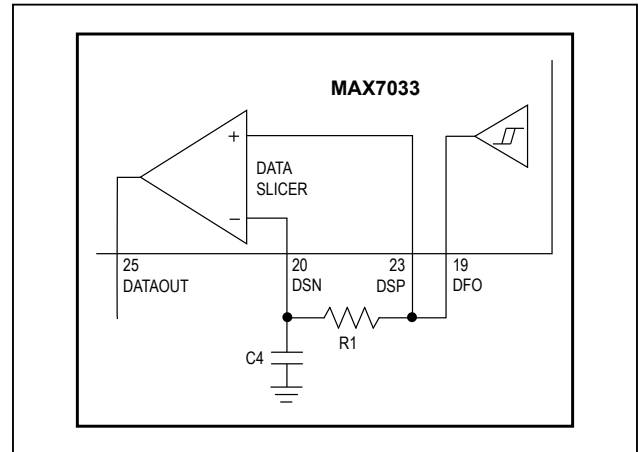 MAX7033
+
DATA
SLICER
−
25
DATAOUT
20
DSN
23
DSP
19
DFO
R1
C4